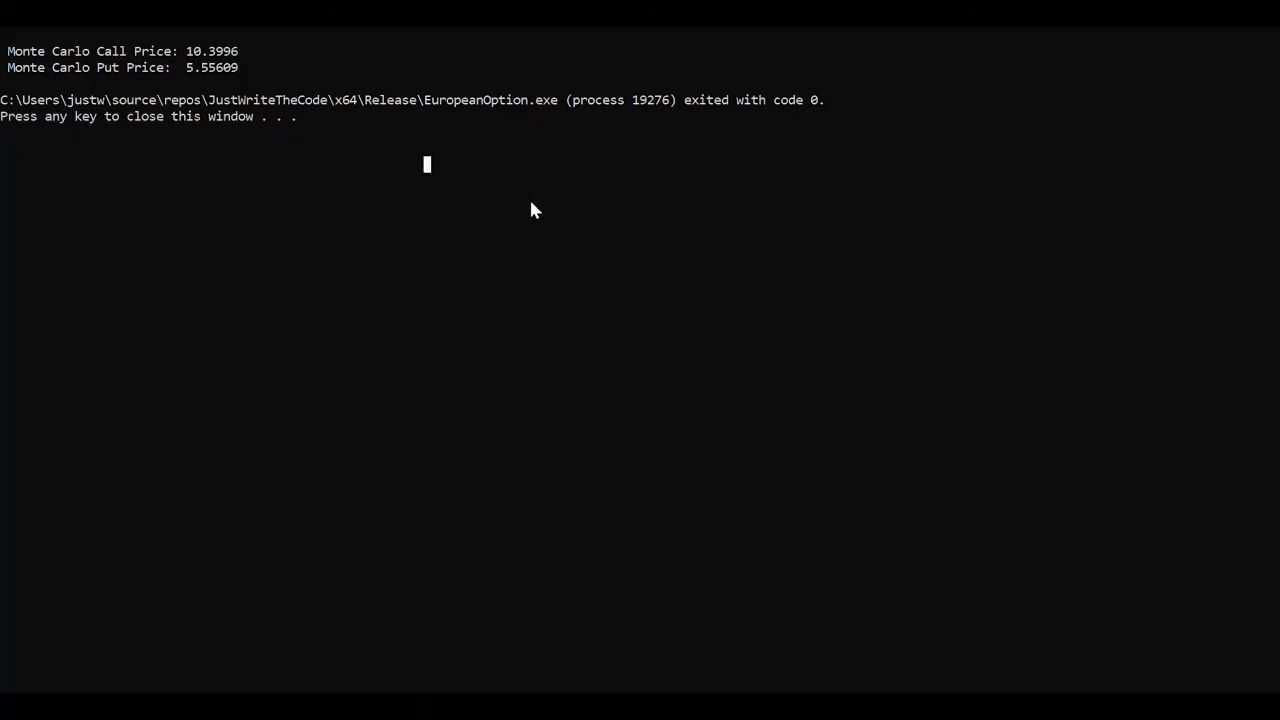 Monte Carlo Call Price: 10.3996
Monte Carlo Put Price:  5.55609
C:\Users\justw\source\repos\JustWriteTheCode\x64\Release\EuropeanOption.exe (process 19276) exited with code 0.
Press any key to close this window . . .